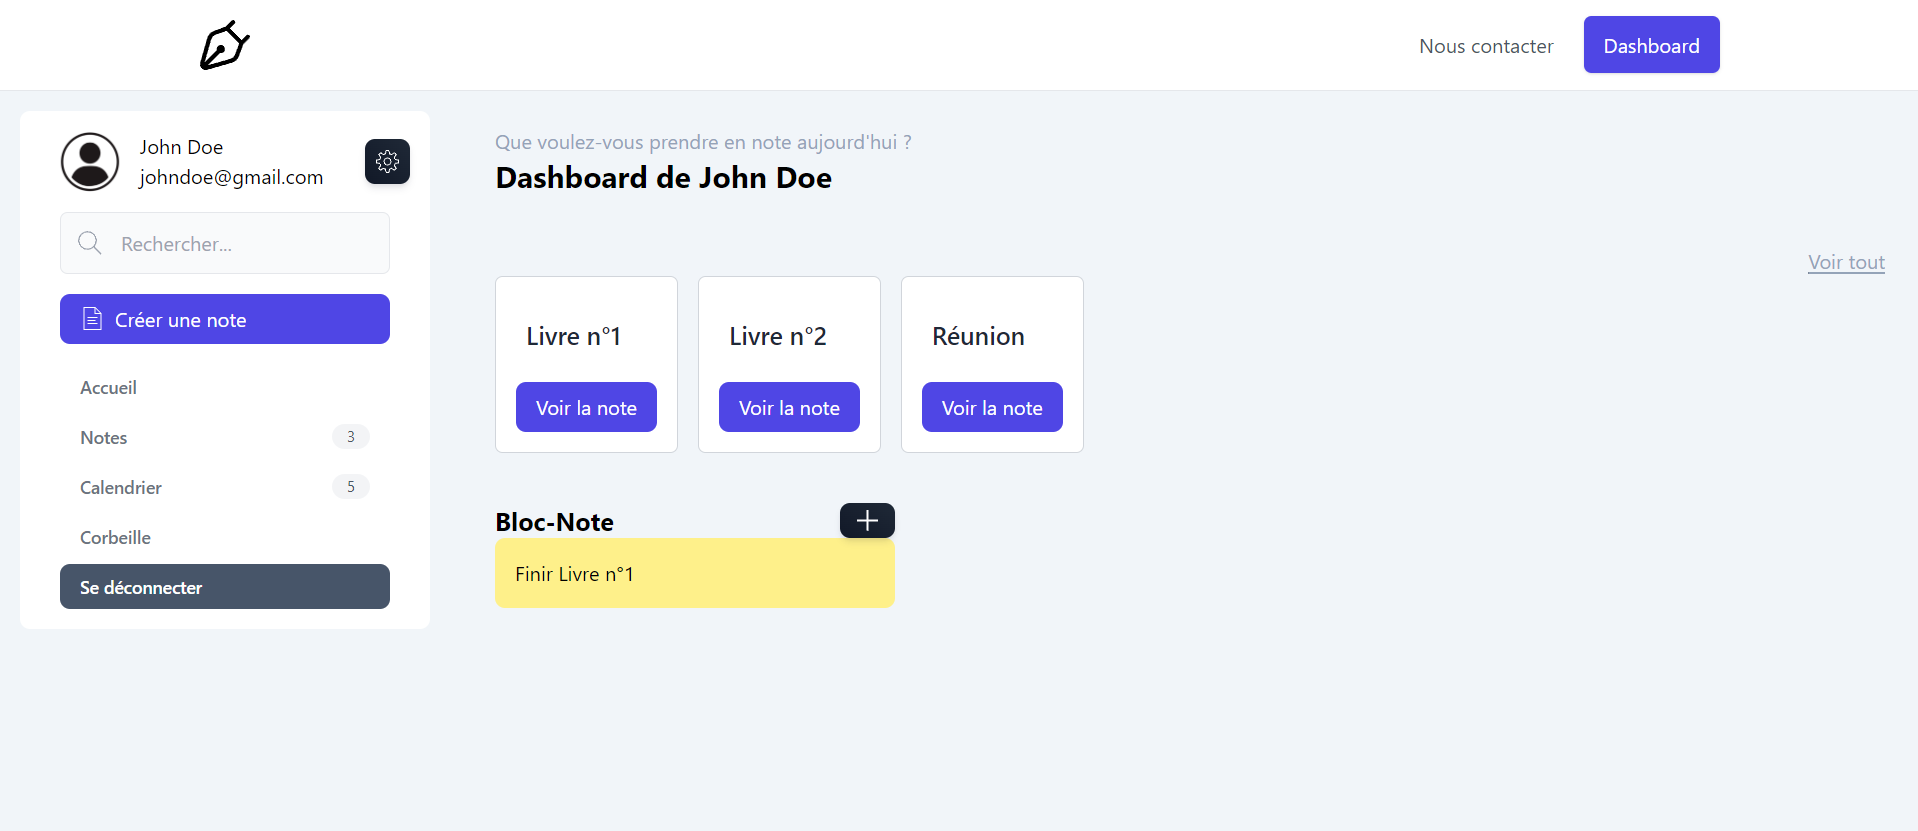 Nous contacter
Dashboard
John Doe
johndoe@gmail.com
Rechercher...
Créer une note
Accueil
Notes
3
Calendrier
5
Corbeille
Se déconnecter
Que voulez-vous prendre en note aujourd'hui ?
Dashboard de John Doe
Voir tout
Livre n°1
Livre n°2
Réunion
Voir la note
Voir la note
Voir la note
Bloc-Note
Finir Livre n°1